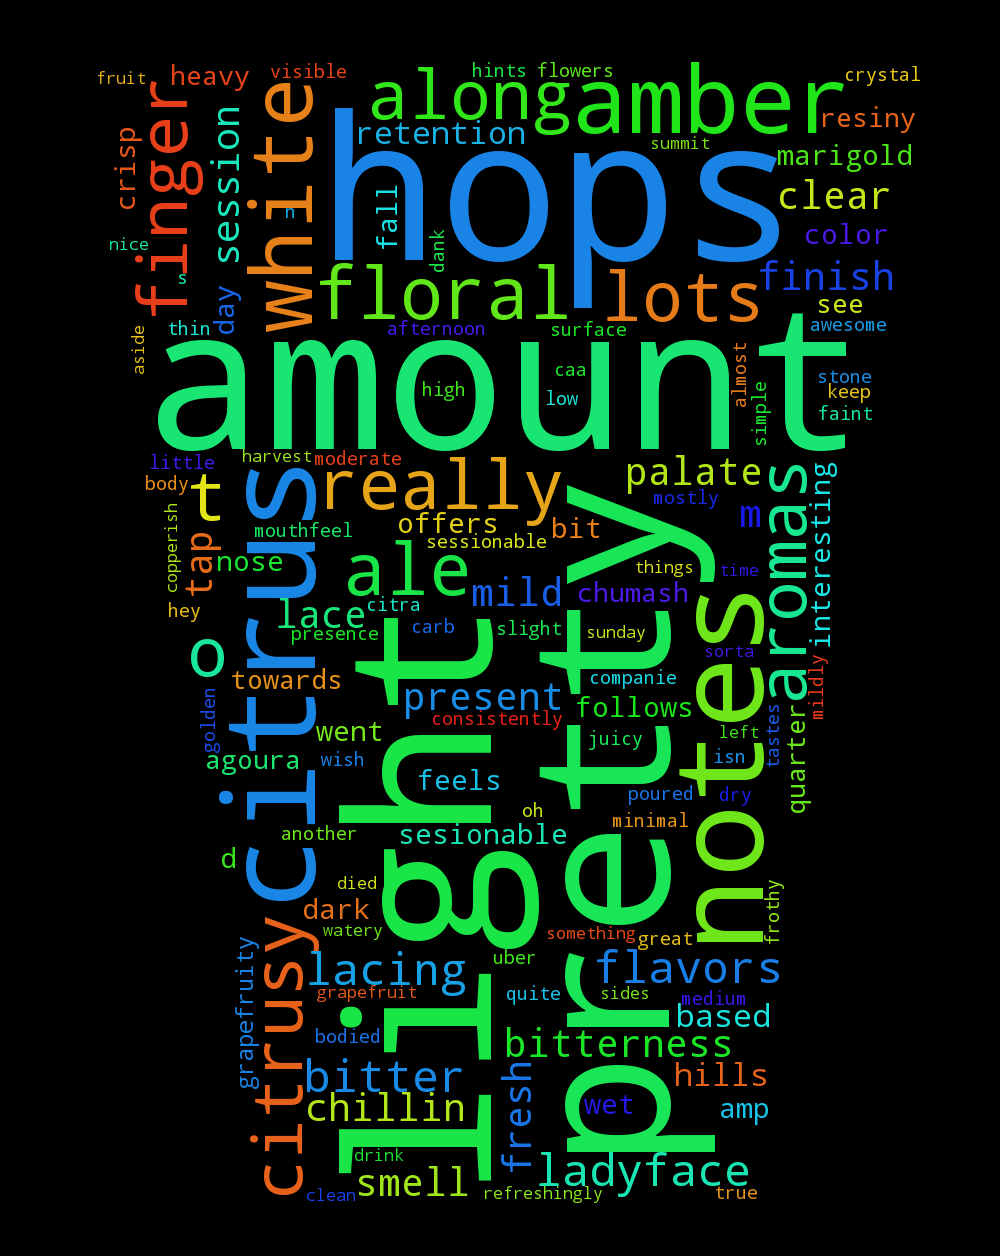 fruit
heavy
visible
hints
flowers
crystal
along
amber
finger
white
retention
resiny
crisp
session
hops
summit
marigold
fall
clear
n
dank
color
nice
s
floral
lots
finish
day
see
aside
thin
afternoon
surface
awesome
amount
almost
caa
stone
high
low
simple
keep
faint
little
harvest
moderate
really
palate
body
t
citrus
mostly
aromas
interesting
copperish
tap
mouthfeel
offers
bit
m
sessionable
nose
ale
pretty
things
time
hey
lace
citra
mild
chumash
notes
presence
carb
slight
sunday
o
light
sorta
towards
present
companie
mildly
golden
consistently
follows
quarter
tastes
went
juicy
left
agoura
wish
feels
isn
poured
dry
oh
another
sesionable
minimal
d
died
dark
frothy
watery
something
great
citrusy
uber
grapefruity
lacing
flavors
grapefruit
quite
sides
medium
bodied
based
bitterness
bitter
fresh
hills
chillin
wet
amp
drink
smell
ladyface
clean
refreshingly
true